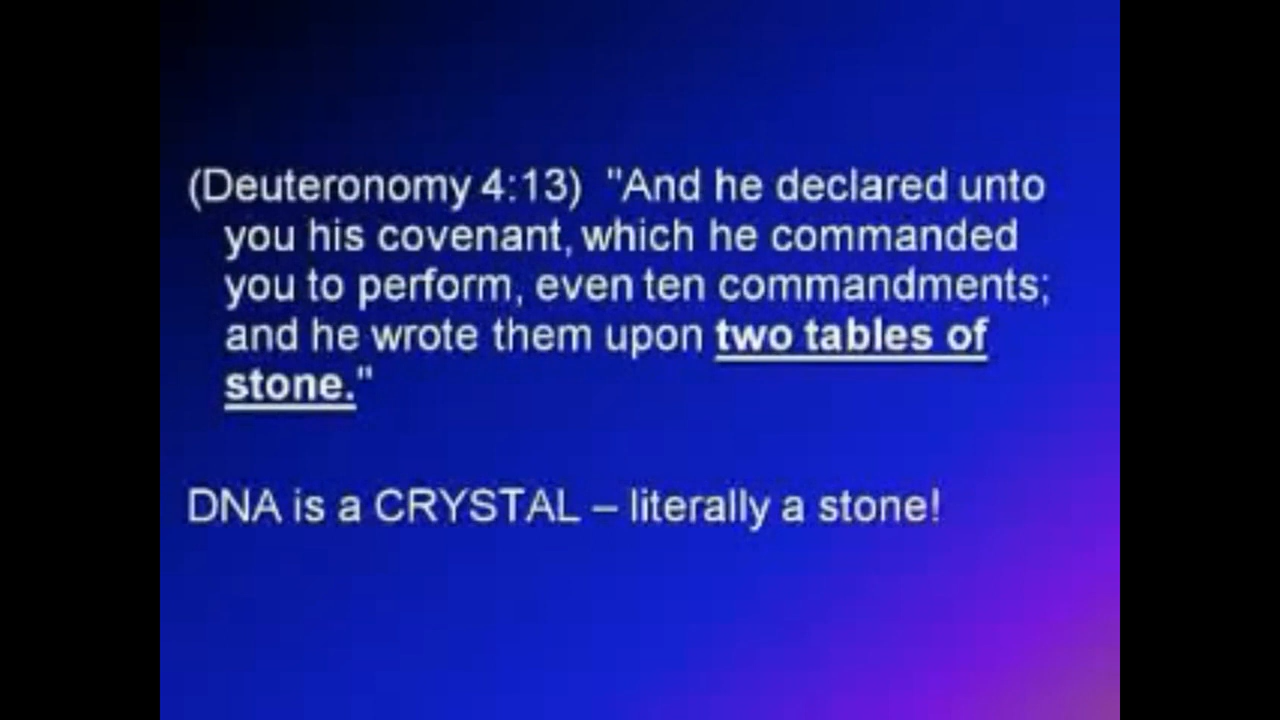 (Deuteronomy 4:13) "And he declared unto
you his covenant, which he commanded
you to perform, even ten commandments;
and he wrote them upon two tables of
stone."
DNA is a CRYSTAL – literally a stone!